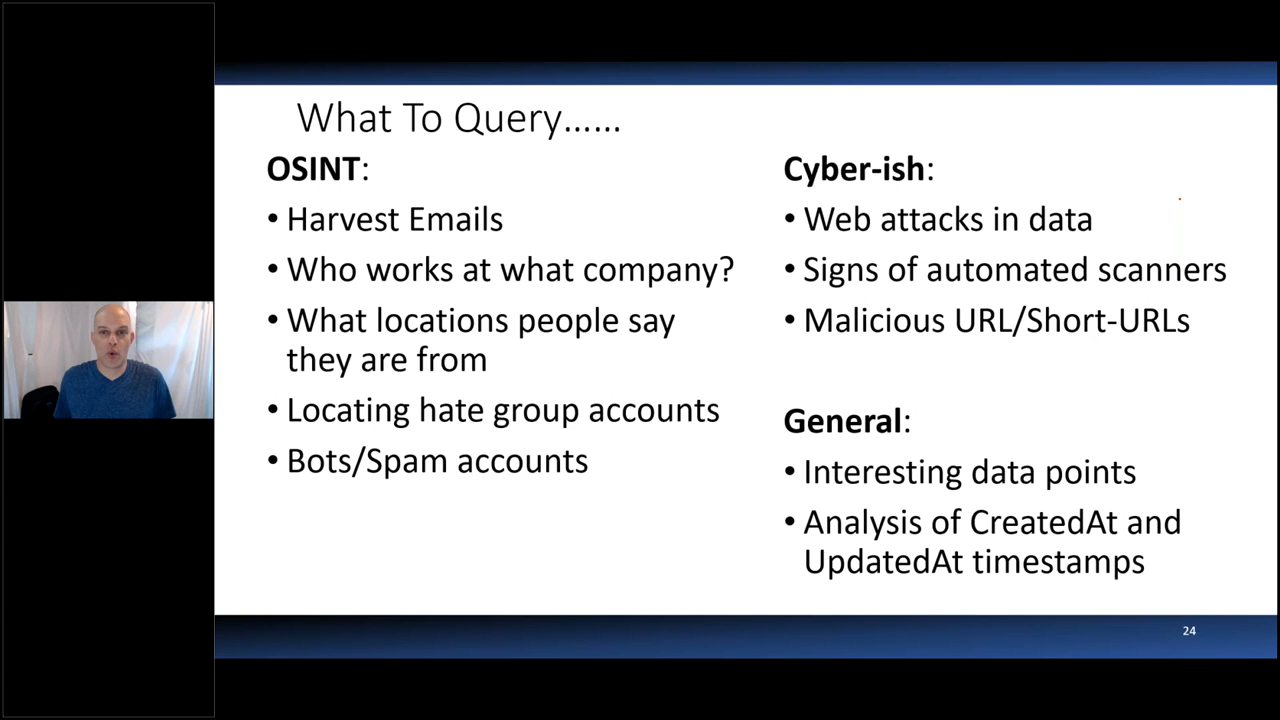 What To Query......
OSINT:
• Harvest Emails
• Who works at what company?
• What locations people say
they are from
• Locating hate group accounts
• Bots/Spam accounts
Cyber-ish:
• Web attacks in data
• Signs of automated scanners
• Malicious URL/Short-URLs
General:
• Interesting data points
• Analysis of CreatedAt and
UpdatedAt timestamps
24